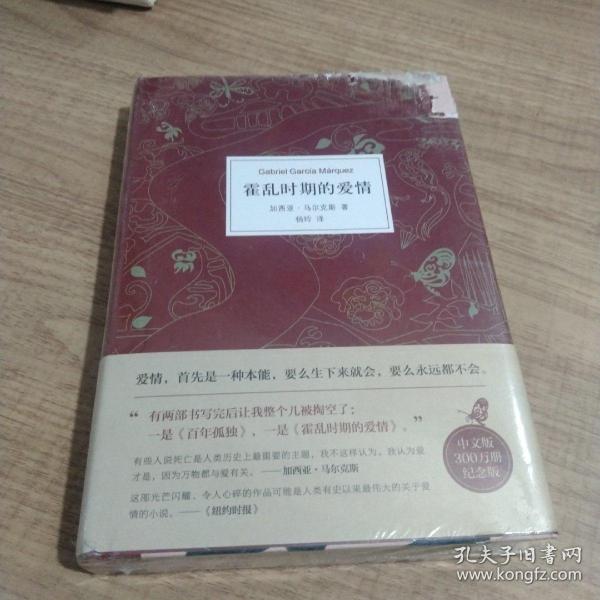 Gabriel García Márquez
霍乱时期的爱情
加西亚·马尔克斯 著
杨玲 译
爱情，首先是一种本能，要么生下来就会，要么永远都不会。
“有两部书写完后让我整个儿被掏空了：
一是《百年孤独》，一是《霍乱时期的爱情》。”
有些人说死亡是人类历史上最重要的主题，我不这样认为，我认为爱
才是，因为万物都与爱有关。——加西亚·马尔克斯
这部光芒闪耀、令人心碎的作品可能是人类有史以来最伟大的关于爱
情的小说。——《纽约时报》
中文版
300万册
纪念版
孔夫子旧书网
www.kongfz.com